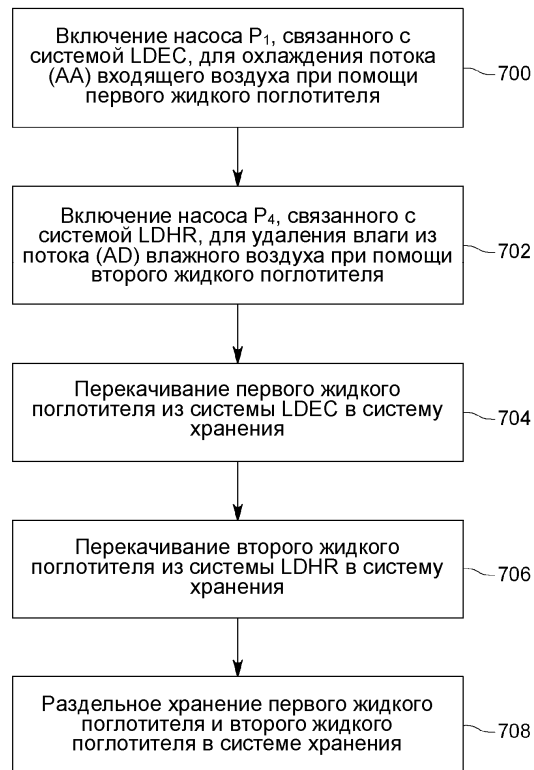 Включение насоса P₁, связанного с
системой LDEC, для охлаждения потока
(AA) входящего воздуха при помощи
первого жидкого поглотителя
700
Включение насоса P₄, связанного с
системой LDHR, для удаления влаги из
потока (AD) влажного воздуха при помощи
второго жидкого поглотителя
702
Перекачивание первого жидкого
поглотителя из системы LDEC в систему
хранения
704
Перекачивание второго жидкого
поглотителя из системы LDHR в систему
хранения
706
Раздельное хранение первого жидкого
поглотителя и второго жидкого
поглотителя в системе хранения
708